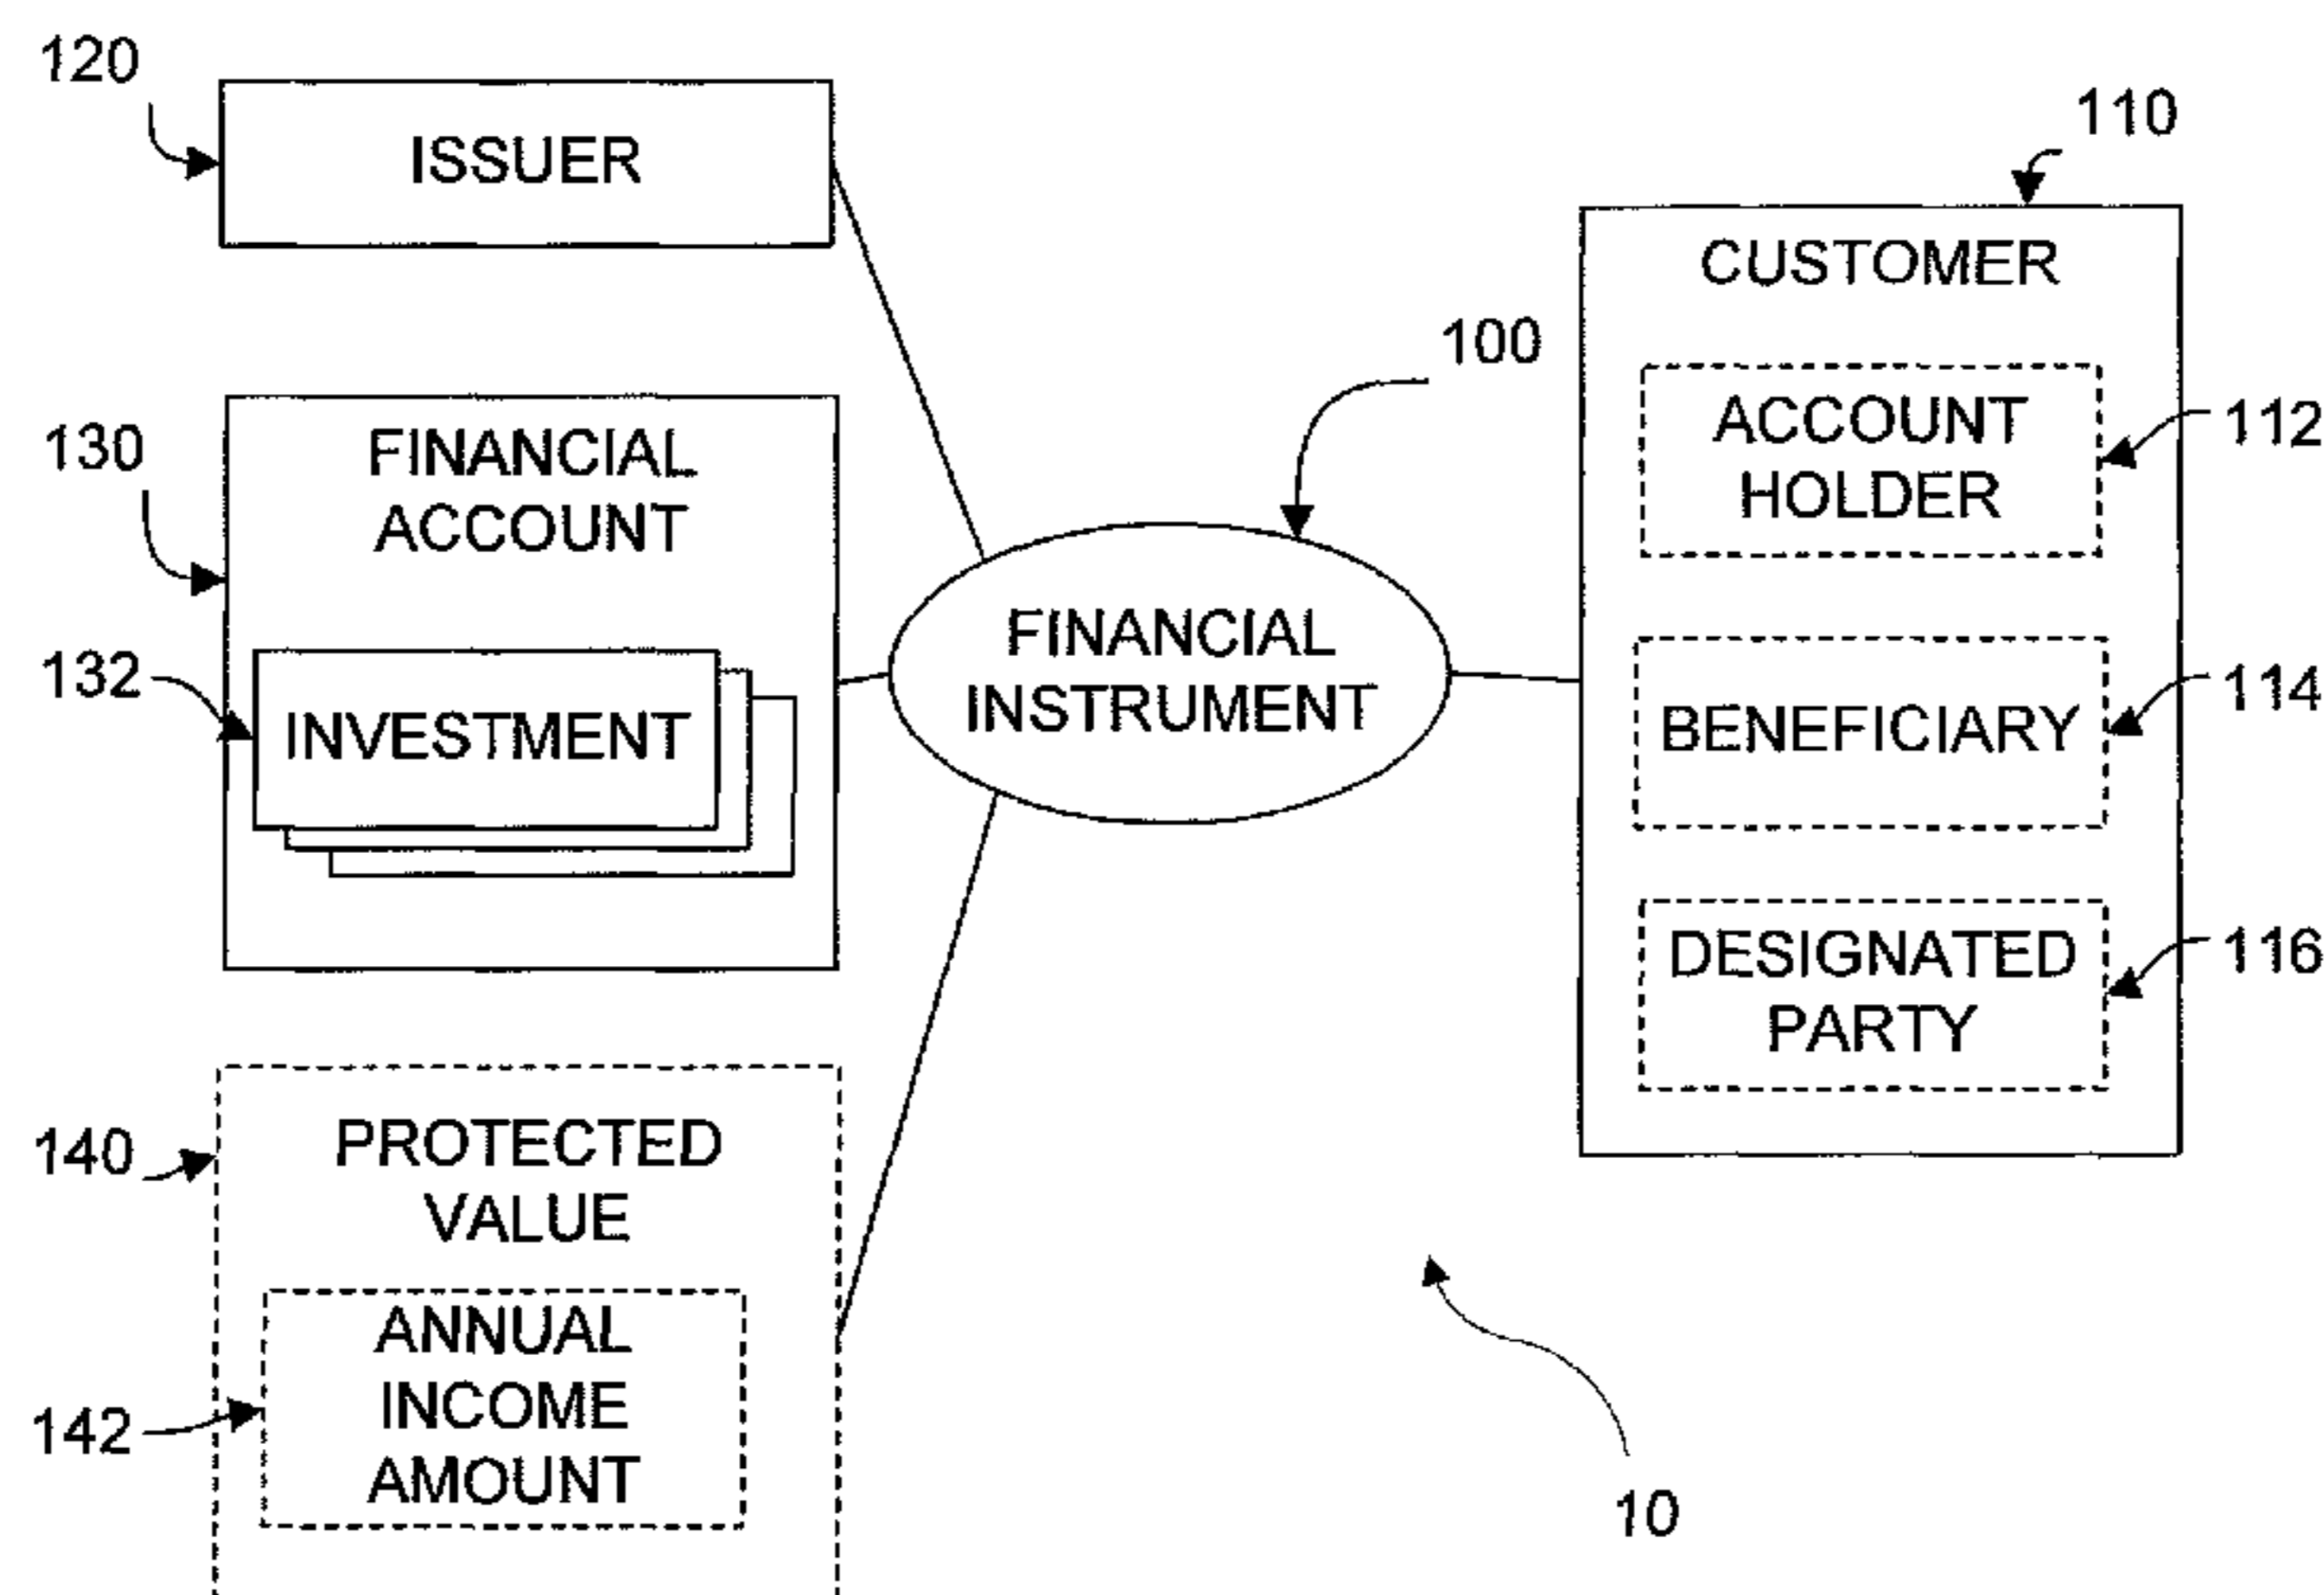 120
ISSUER
110
CUSTOMER
100
ACCOUNT
HOLDER
112
130
FINANCIAL
ACCOUNT
132
INVESTMENT
FINANCIAL
INSTRUMENT
BENEFICIARY
114
DESIGNATED
PARTY
116
140
PROTECTED
VALUE
142
ANNUAL
INCOME
AMOUNT
10